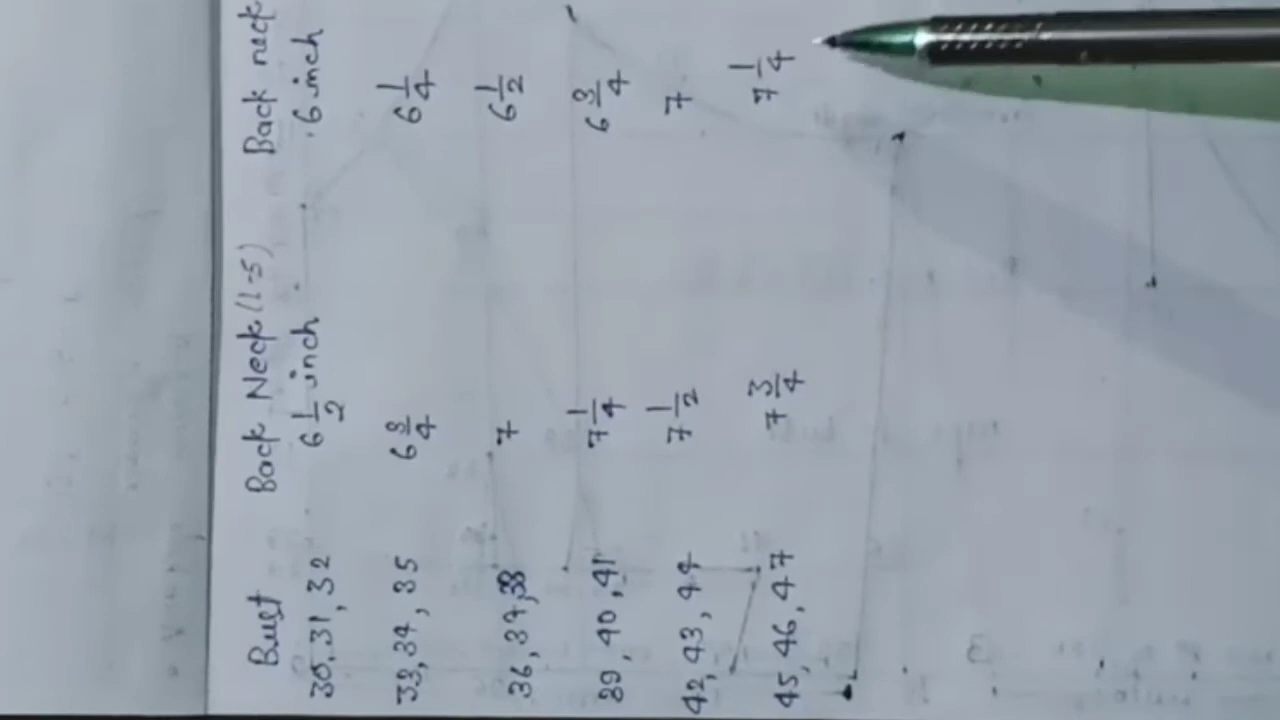 Bust Back Neck (1-5) Back neck
30, 31, 32 6 1/2 inch 6 inch
33, 34, 35 6 3/4 6 1/4
36, 37, 38 7 6 1/2
39, 40, 41 7 1/4 6 3/4
42, 43, 44 7 1/2 7
45, 46, 47 7 3/4 7 1/4